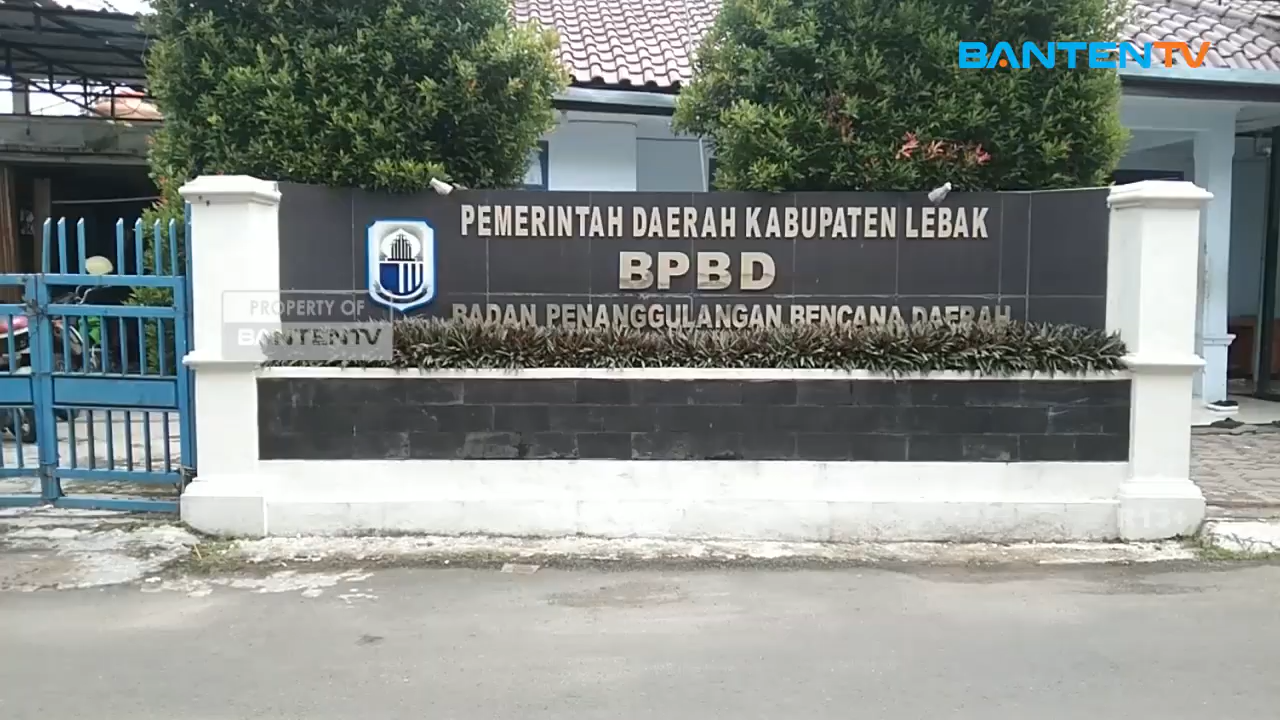 BANTENTV
PEMERINTAH DAERAH KABUPATEN LEBAK
BPBD
BADAN PENANGGULANGAN BENCANA DAERAH
PROPERTY OF
BANTENTV